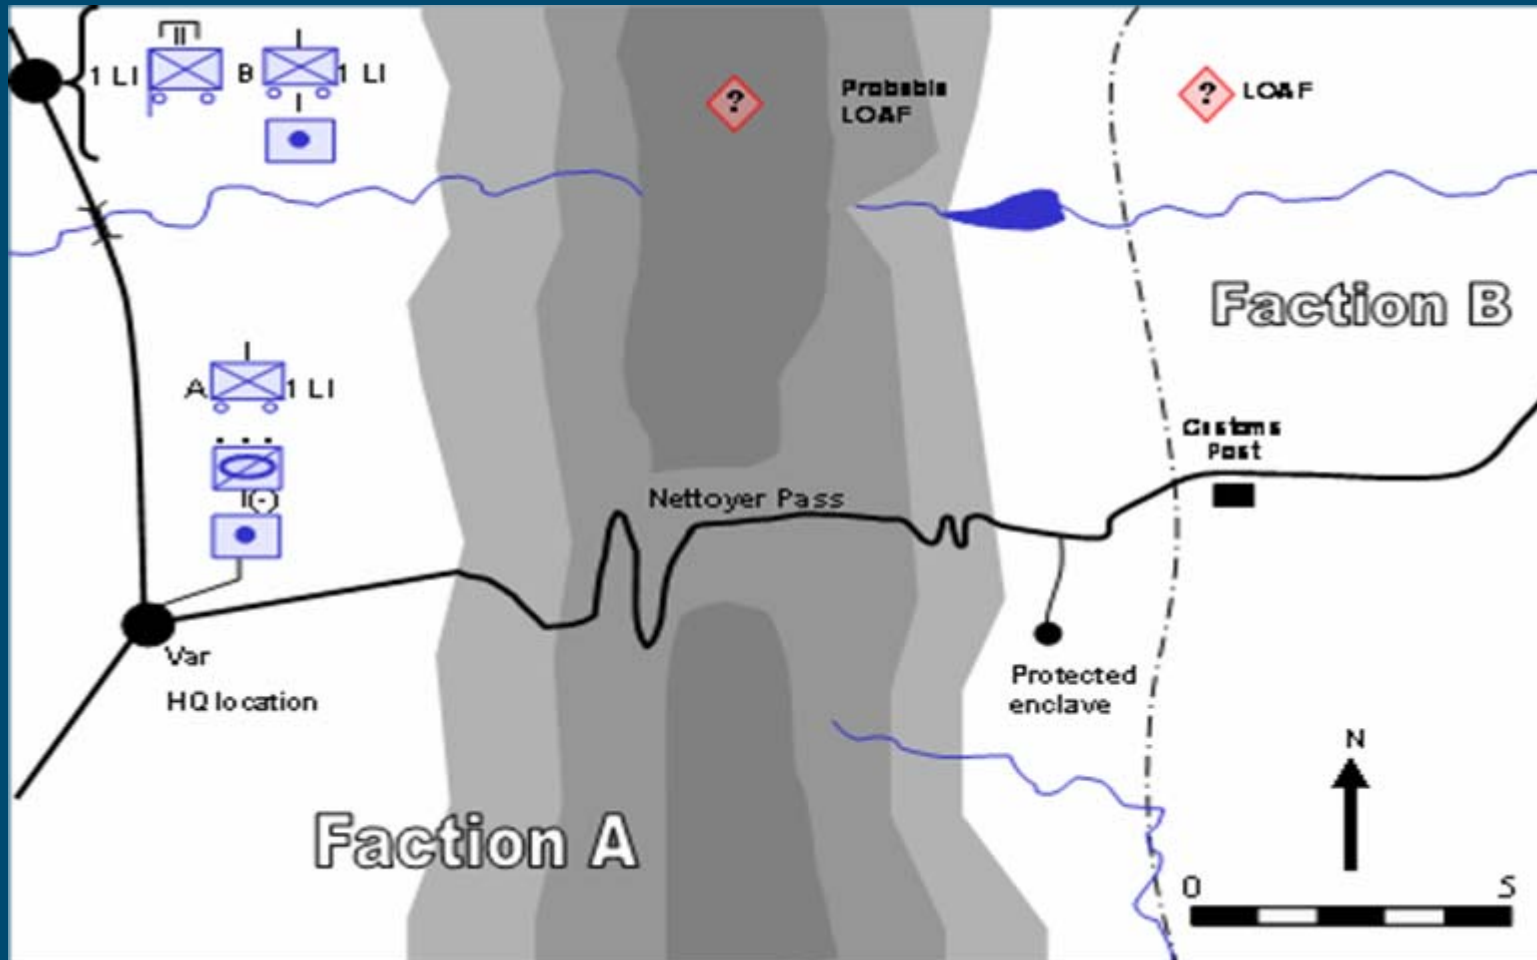 1 LI
II
B
I
1 LI
I
?
Probable
LOAF
?
LOAF
Faction B
I
A
1 LI
I(-)
Customs
Post
Nettoyer Pass
Var
HQ location
Protected
enclave
N
0
5
Faction A